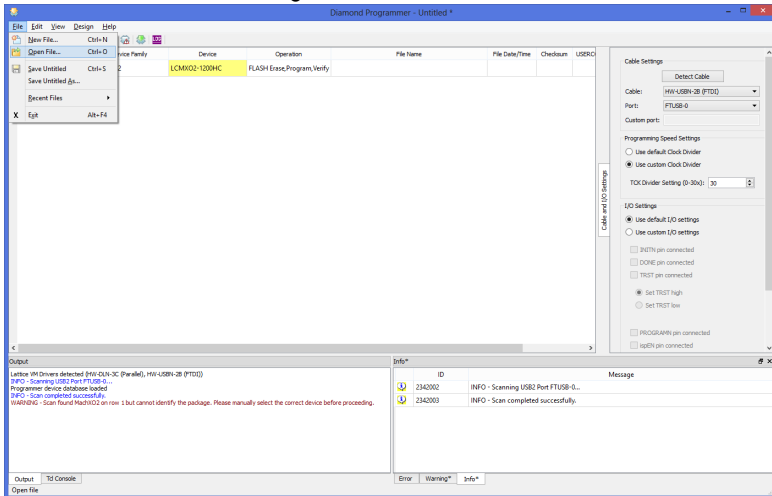 Diamond Programmer - Untitled *
File Edit View Design Help
New File... Ctrl+N
Open File... Ctrl+O
Save Untitled Ctrl+S
Save Untitled As...
Recent Files
X Exit Alt+F4
Device Family Device Operation File Name File Date/Time Checksum USERCO
2 LCMXO2-1200HC FLASH Erase,Program,Verify
Cable and I/O Settings
Cable Settings
Detect Cable
Cable: HW-USBN-2B (FTDI)
Port: FTUSB-0
Custom port:
Programming Speed Settings
Use default Clock Divider
Use custom Clock Divider
TCK Divider Setting (0-30x): 30
I/O Settings
Use default I/O settings
Use custom I/O settings
INITN pin connected
DONE pin connected
TRST pin connected
Set TRST high
Set TRST low
PROGRAMN pin connected
ispEN pin connected
Output
Lattice VM Drivers detected (HW-DLN-3C (Parallel), HW-USBN-2B (FTDI))
INFO - Scanning USB2 Port FTUSB-0...
Programmer device database loaded
INFO - Scan completed successfully.
WARNING - Scan found MachXO2 on row 1 but cannot identify the package. Please manually select the correct device before proceeding.
Output Tcl Console
Info*
ID Message
2342002 INFO - Scanning USB2 Port FTUSB-0...
2342003 INFO - Scan completed successfully.
Error Warning* Info*
Open file